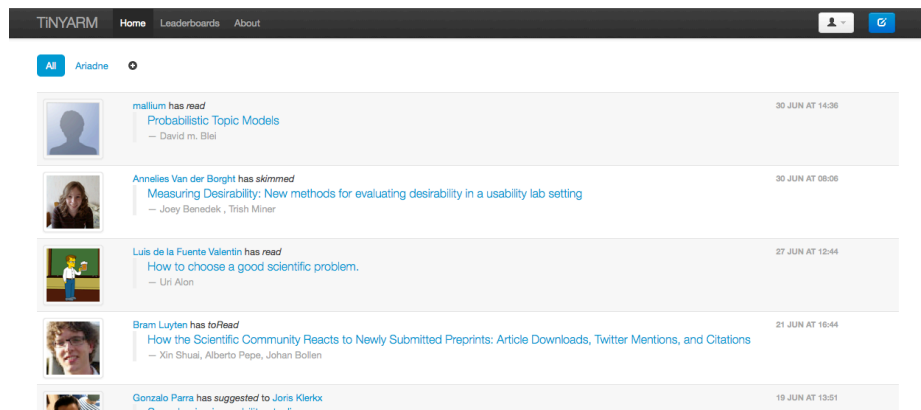 TiNYARM Home Leaderboards About
All Ariadne
mallium has read 30 JUN AT 14:36
Probabilistic Topic Models
— David m. Blei
Annelies Van der Borght has skimmed 30 JUN AT 08:06
Measuring Desirability: New methods for evaluating desirability in a usability lab setting
— Joey Benedek , Trish Miner
Luis de la Fuente Valentin has read 27 JUN AT 12:44
How to choose a good scientific problem.
— Uri Alon
Bram Luyten has toRead 21 JUN AT 16:44
How the Scientific Community Reacts to Newly Submitted Preprints: Article Downloads, Twitter Mentions, and Citations
— Xin Shuai, Alberto Pepe, Johan Bollen
Gonzalo Parra has suggested to Joris Klerkx 19 JUN AT 13:51